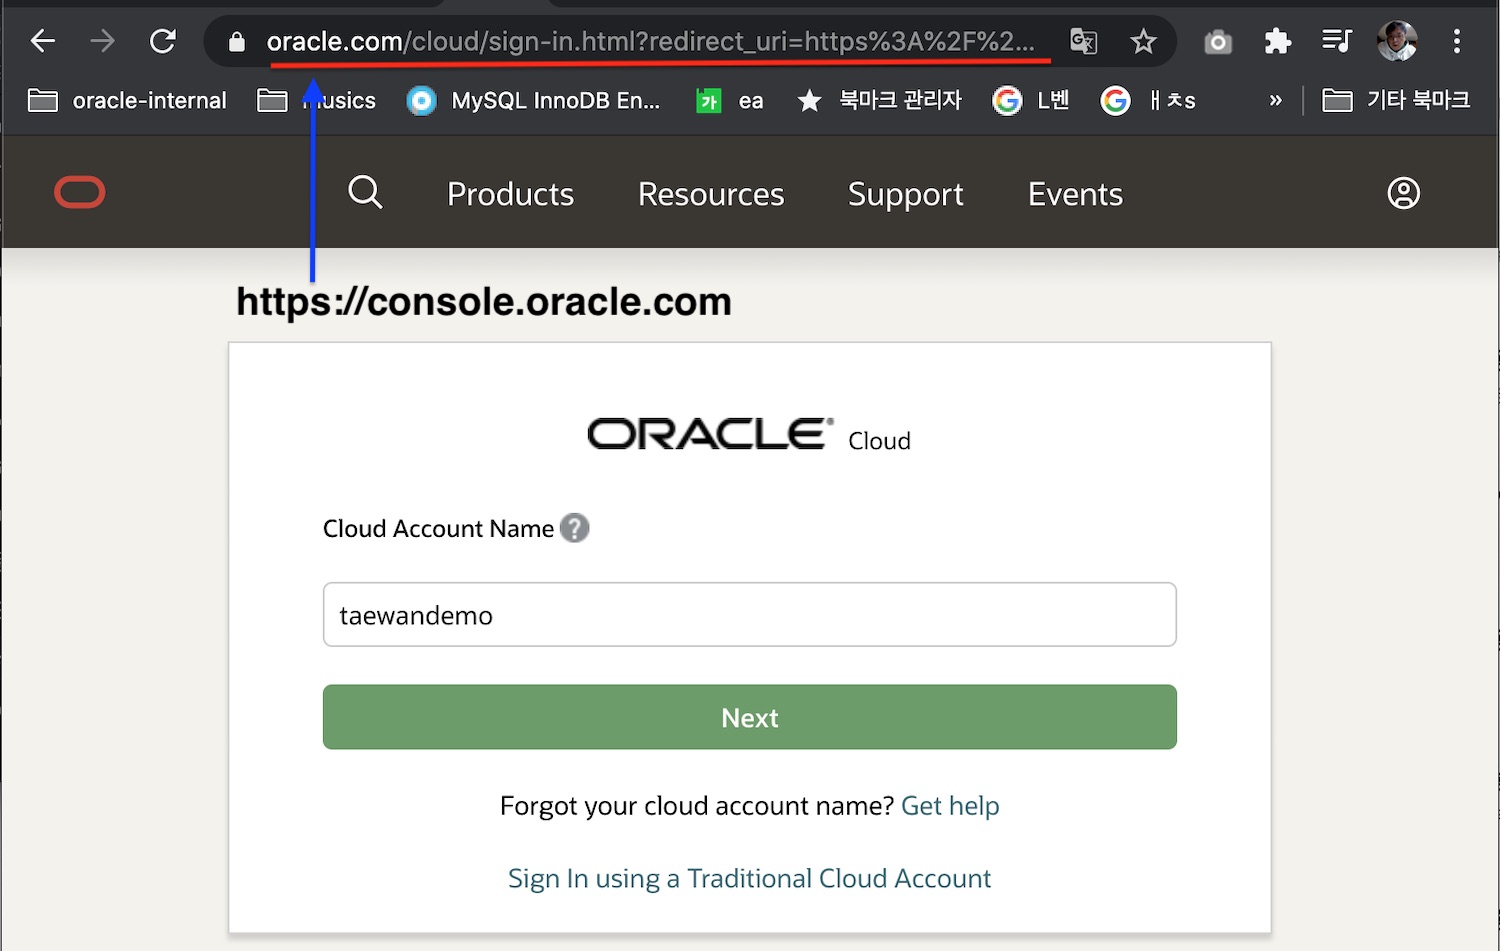 oracle.com/cloud/sign-in.html?redirect_uri=https%3A%2F%2...
oracle-internal musics MySQL InnoDB En... 가 ea 북마크 관리자 L벤 ㅐㅊs » 기타 북마크
Products Resources Support Events
https://console.oracle.com
ORACLE® Cloud
Cloud Account Name ?
taewandemo
Next
Forgot your cloud account name? Get help
Sign In using a Traditional Cloud Account